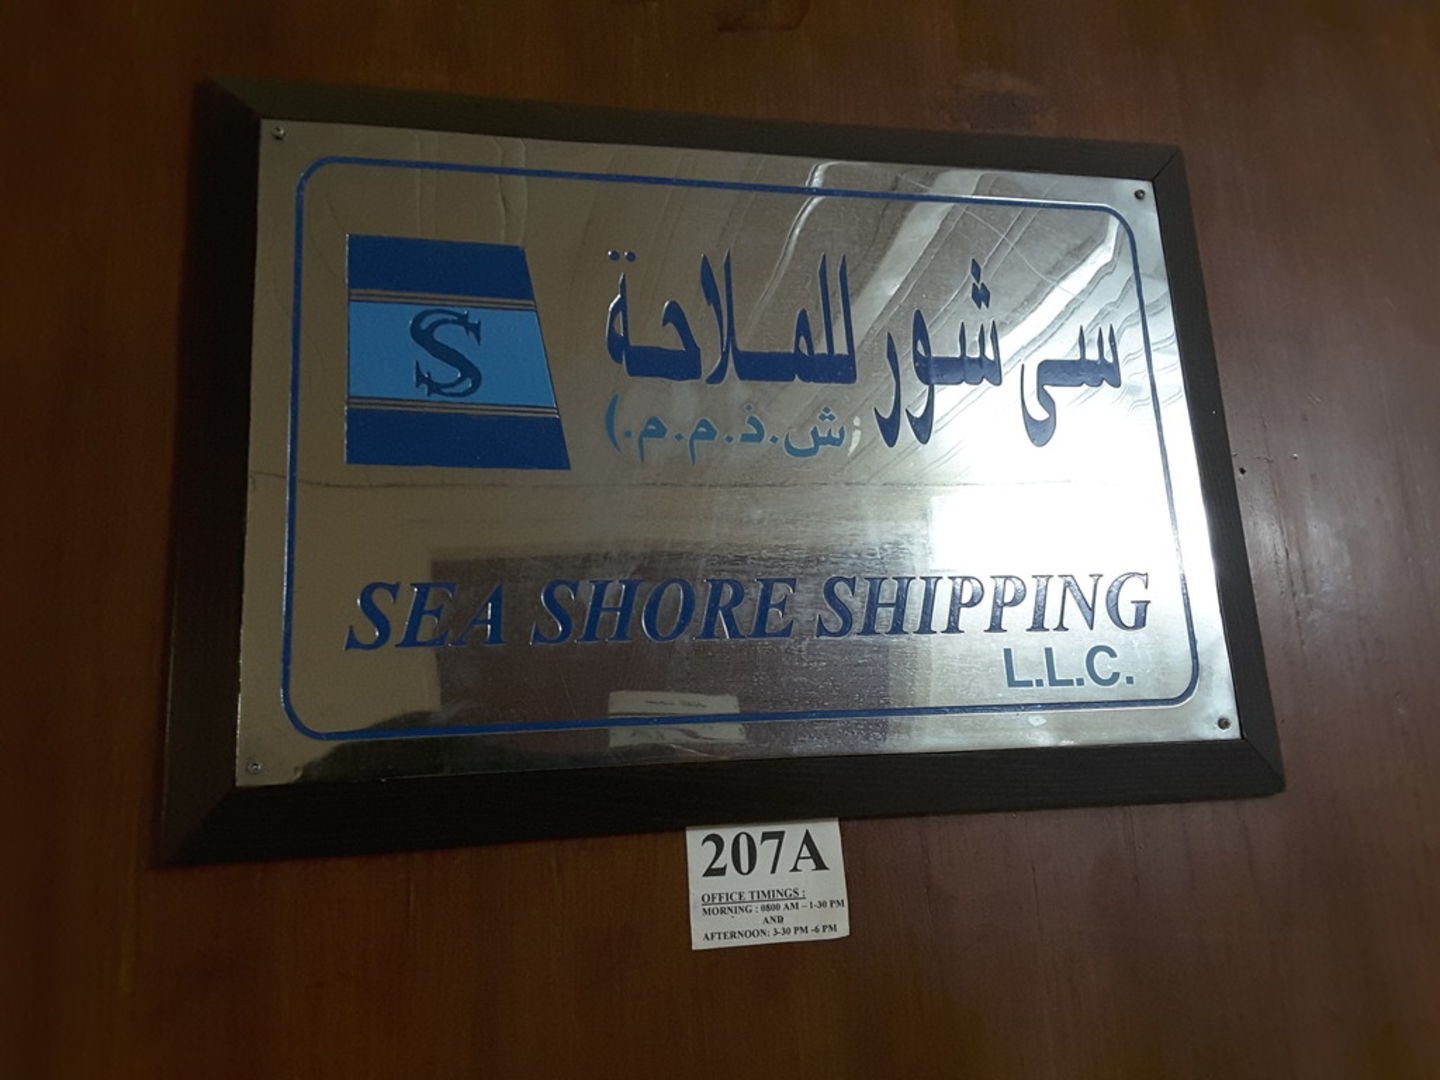 S
سى شور للملاحة
(ش.ذ.م.م.)
SEA SHORE SHIPPING
L.L.C.
207A
OFFICE TIMINGS :
MORNING : 0800 AM – 1-30 PM
AND
AFTERNOON: 3-30 PM -6 PM